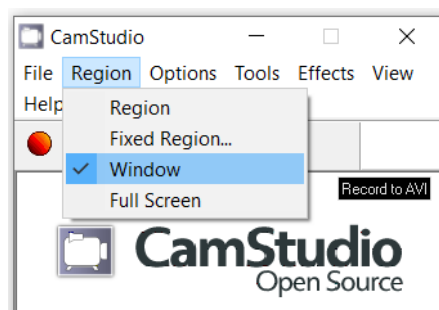 CamStudio
File Region Options Tools Effects View
Help
Region
Fixed Region...
Window
Full Screen
Record to AVI
CamStudio
Open Source